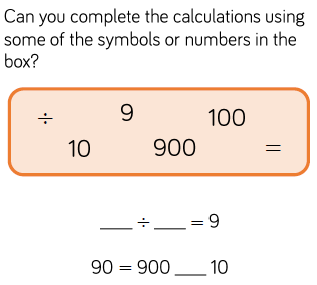 Can you complete the calculations using
some of the symbols or numbers in the
box?
÷ 9 100
10 900 =
___ ÷ ___ = 9
90 = 900 ___ 10